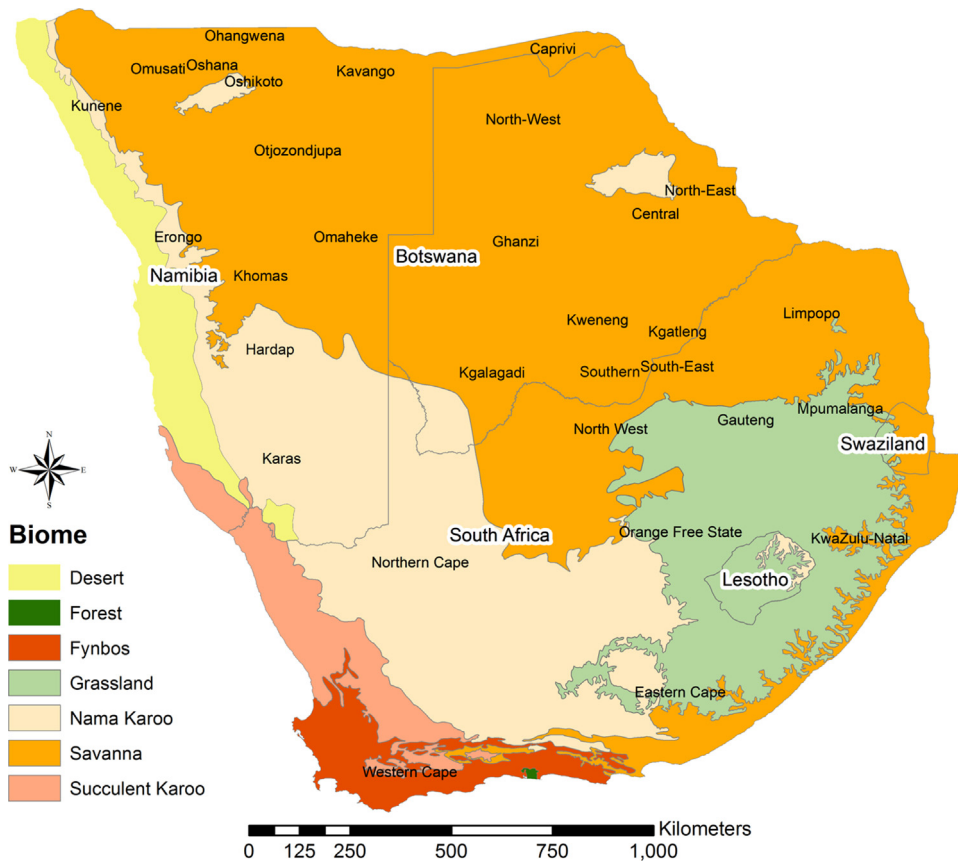 Ohangwena
Caprivi
Omusati
Oshana
Kavango
Oshikoto
Kunene
North-West
Otjozondjupa
North-East
Central
Erongo
Omaheke
Ghanzi
Botswana
Namibia
Khomas
Limpopo
Kweneng
Kgatleng
Hardap
Kgalagadi
Southern
South-East
Mpumalanga
Gauteng
North West
Swaziland
Karas
N
W
E
S
South Africa
Orange Free State
KwaZulu-Natal
Northern Cape
Lesotho
Eastern Cape
Western Cape
Biome
Desert
Forest
Fynbos
Grassland
Nama Karoo
Savanna
Succulent Karoo
Kilometers
0 125 250 500 750 1,000